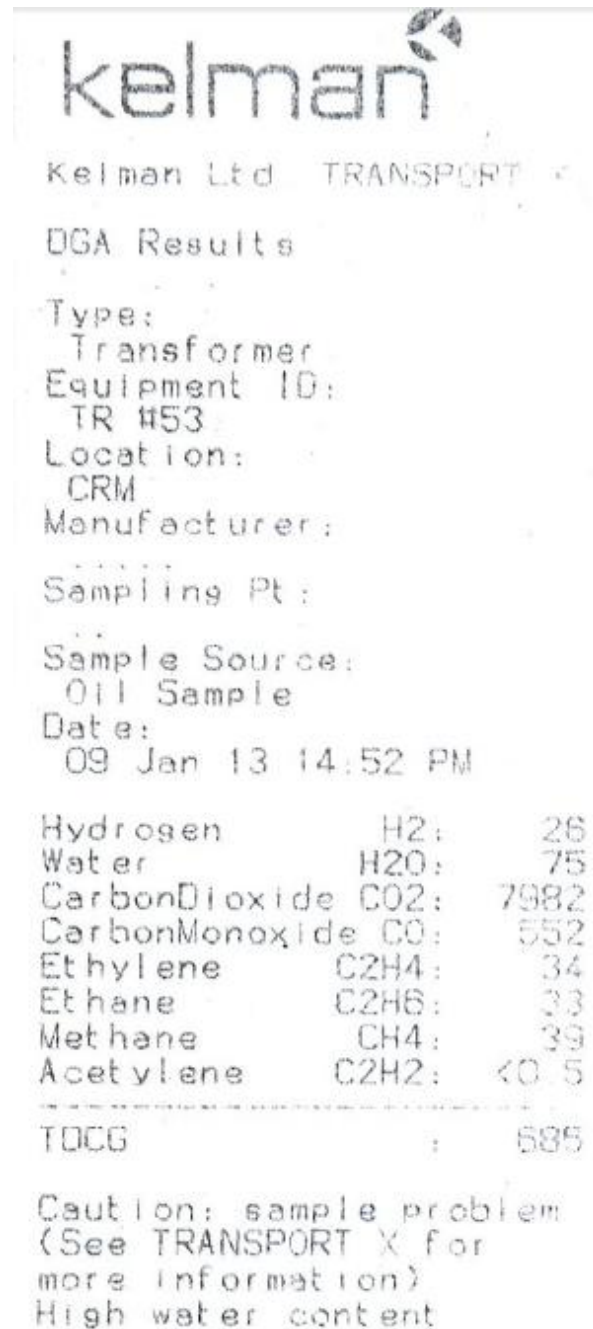 kelman
Kelman Ltd TRANSPORT X
DGA Results
Type:
Transformer
Equipment ID:
TR #53
Location:
CRM
Manufacturer:
.....
Sampling Pt:
..
Sample Source:
Oil Sample
Date:
09 Jan 13 14:52 PM
Hydrogen H2: 26
Water H2O: 75
CarbonDioxide CO2: 7982
CarbonMonoxide CO: 552
Ethylene C2H4: 34
Ethane C2H6: 33
Methane CH4: 39
Acetylene C2H2: <0.5
TDCG : 685
Caution: sample problem
(See TRANSPORT X for
more information)
High water content